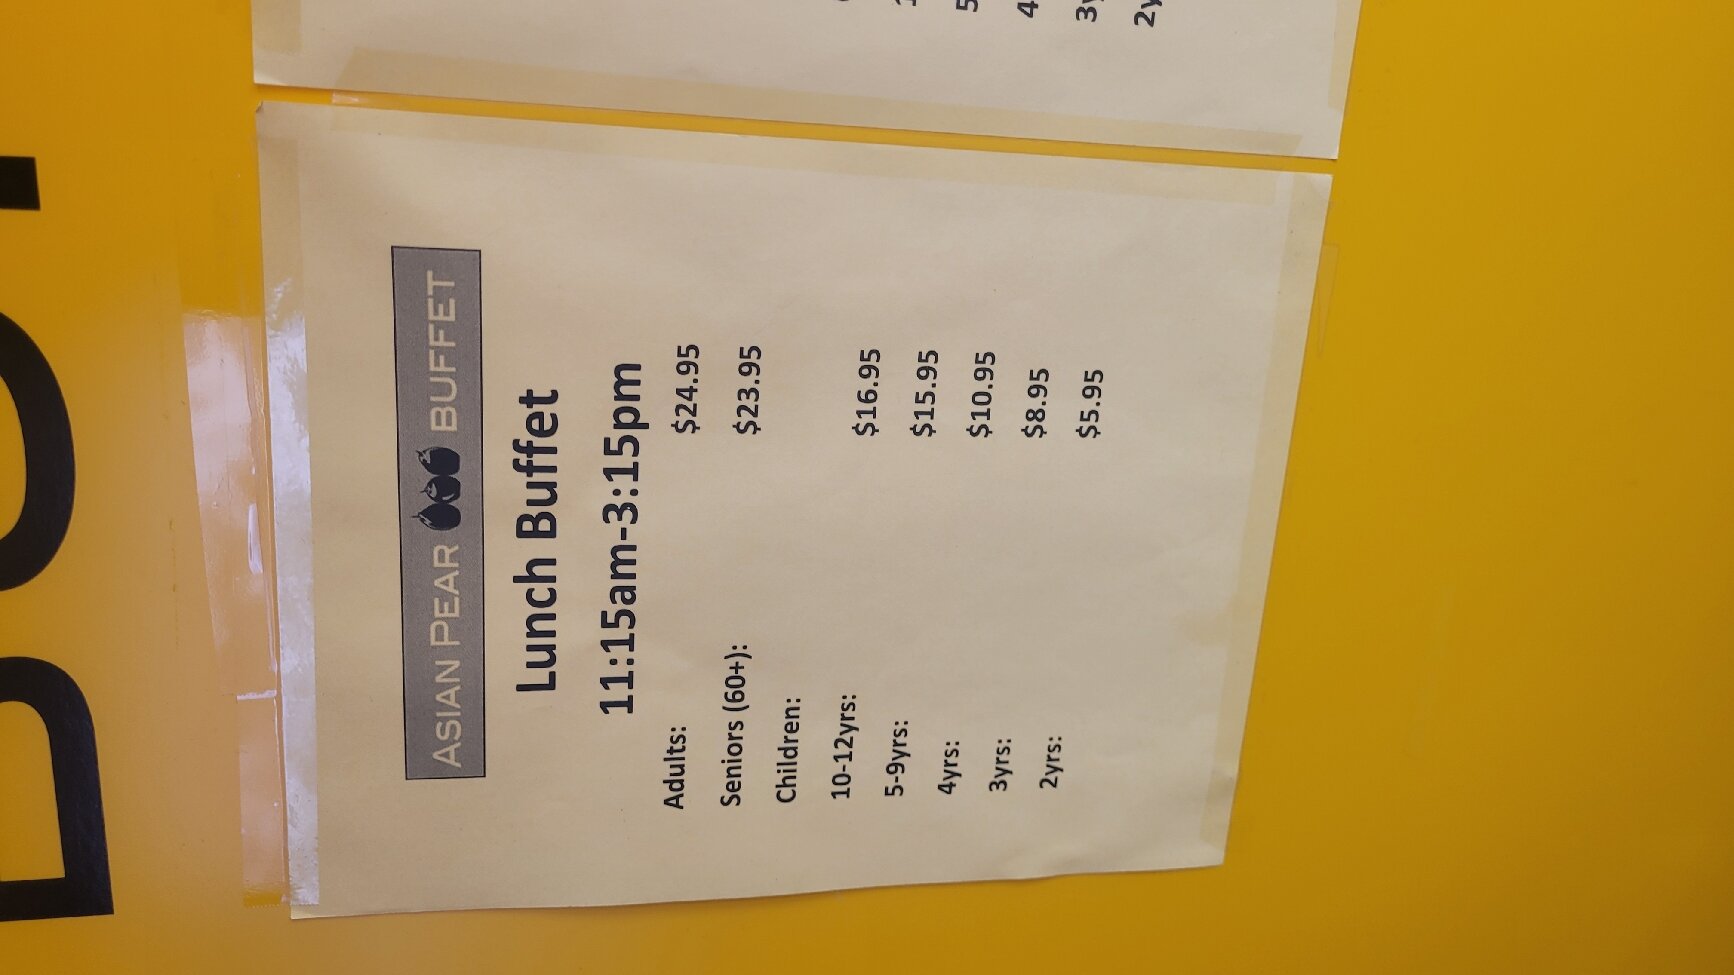 ASIAN PEAR BUFFET
Lunch Buffet
11:15am-3:15pm
Adults: $24.95
Seniors (60+): $23.95
Children:
10-12yrs: $16.95
5-9yrs: $15.95
4yrs: $10.95
3yrs: $8.95
2yrs: $5.95